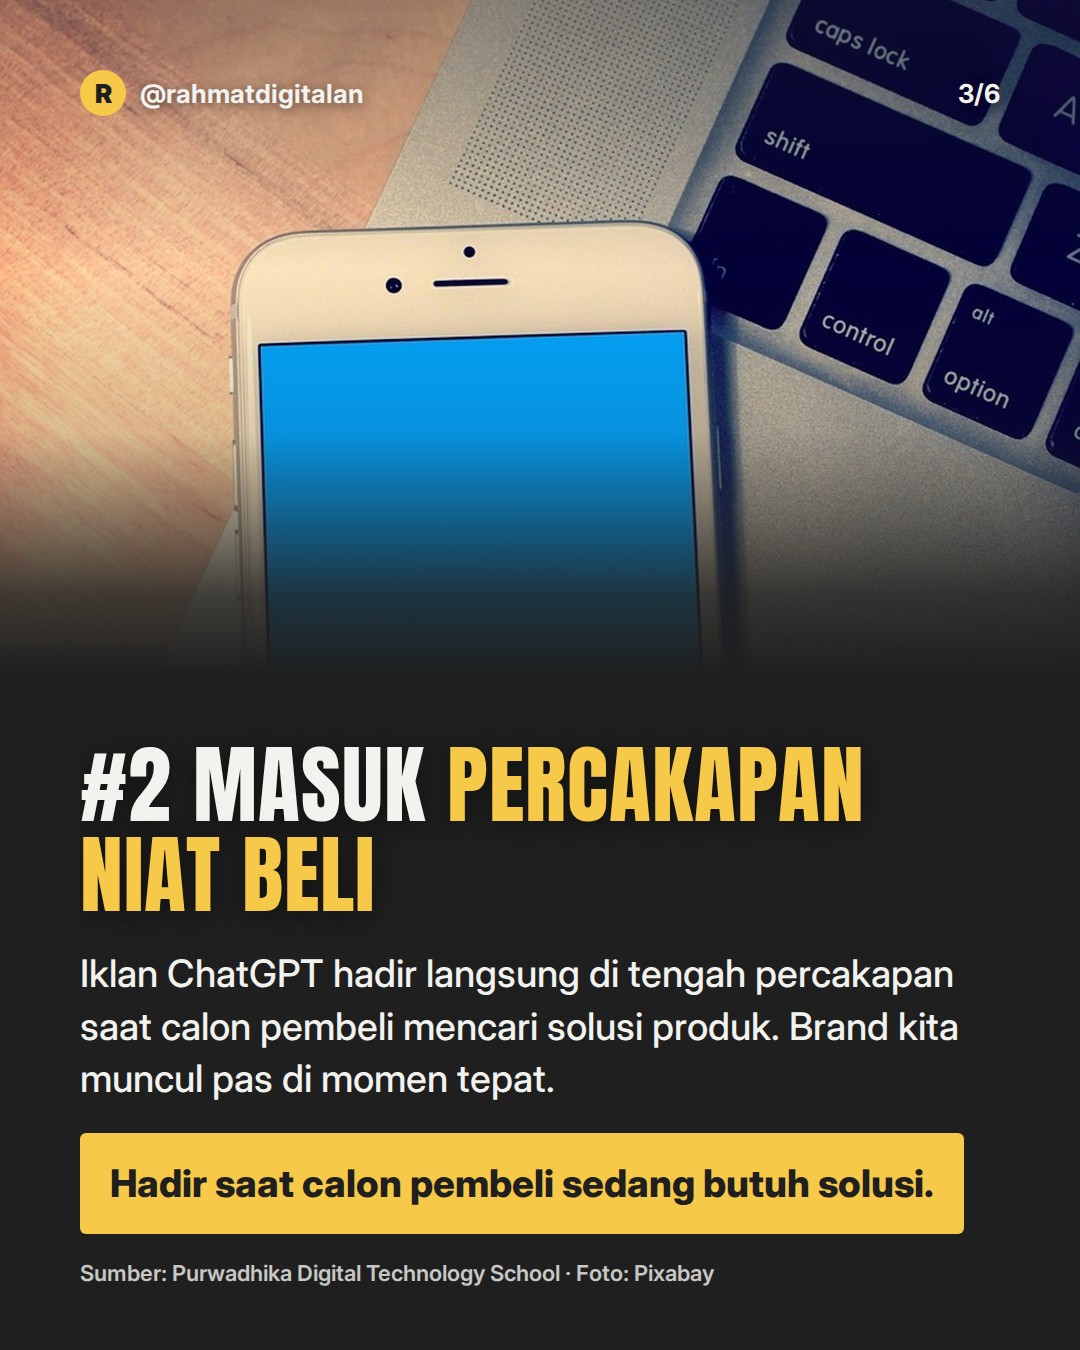 R @rahmatdigitalan
3/6
caps lock
A
shift
Z
control
alt
option
#2 MASUK PERCAKAPAN
NIAT BELI
Iklan ChatGPT hadir langsung di tengah percakapan
saat calon pembeli mencari solusi produk. Brand kita
muncul pas di momen tepat.
Hadir saat calon pembeli sedang butuh solusi.
Sumber: Purwadhika Digital Technology School · Foto: Pixabay